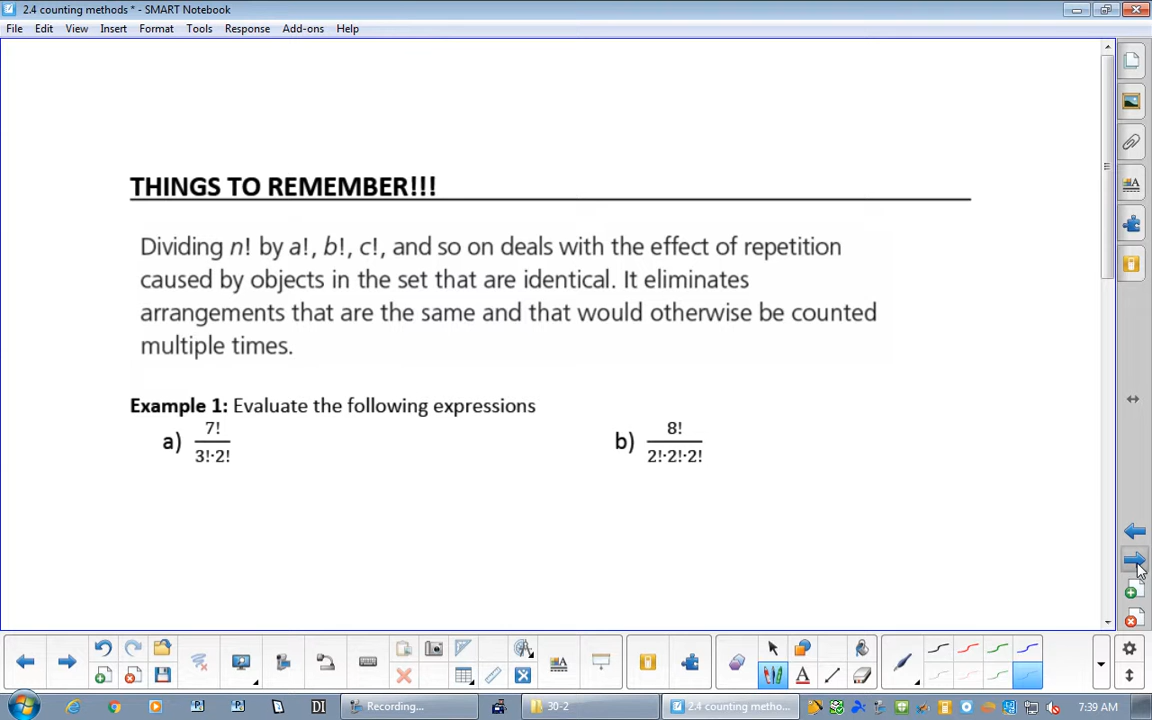 2.4 counting methods * - SMART Notebook
File Edit View Insert Format Tools Response Add-ons Help
THINGS TO REMEMBER!!!
Dividing n! by a!, b!, c!, and so on deals with the effect of repetition
caused by objects in the set that are identical. It eliminates
arrangements that are the same and that would otherwise be counted
multiple times.
Example 1: Evaluate the following expressions
a) 7!
3!·2!
b) 8!
2!·2!·2!
DI
Recording...
30-2
2.4 counting metho...
7:39 AM